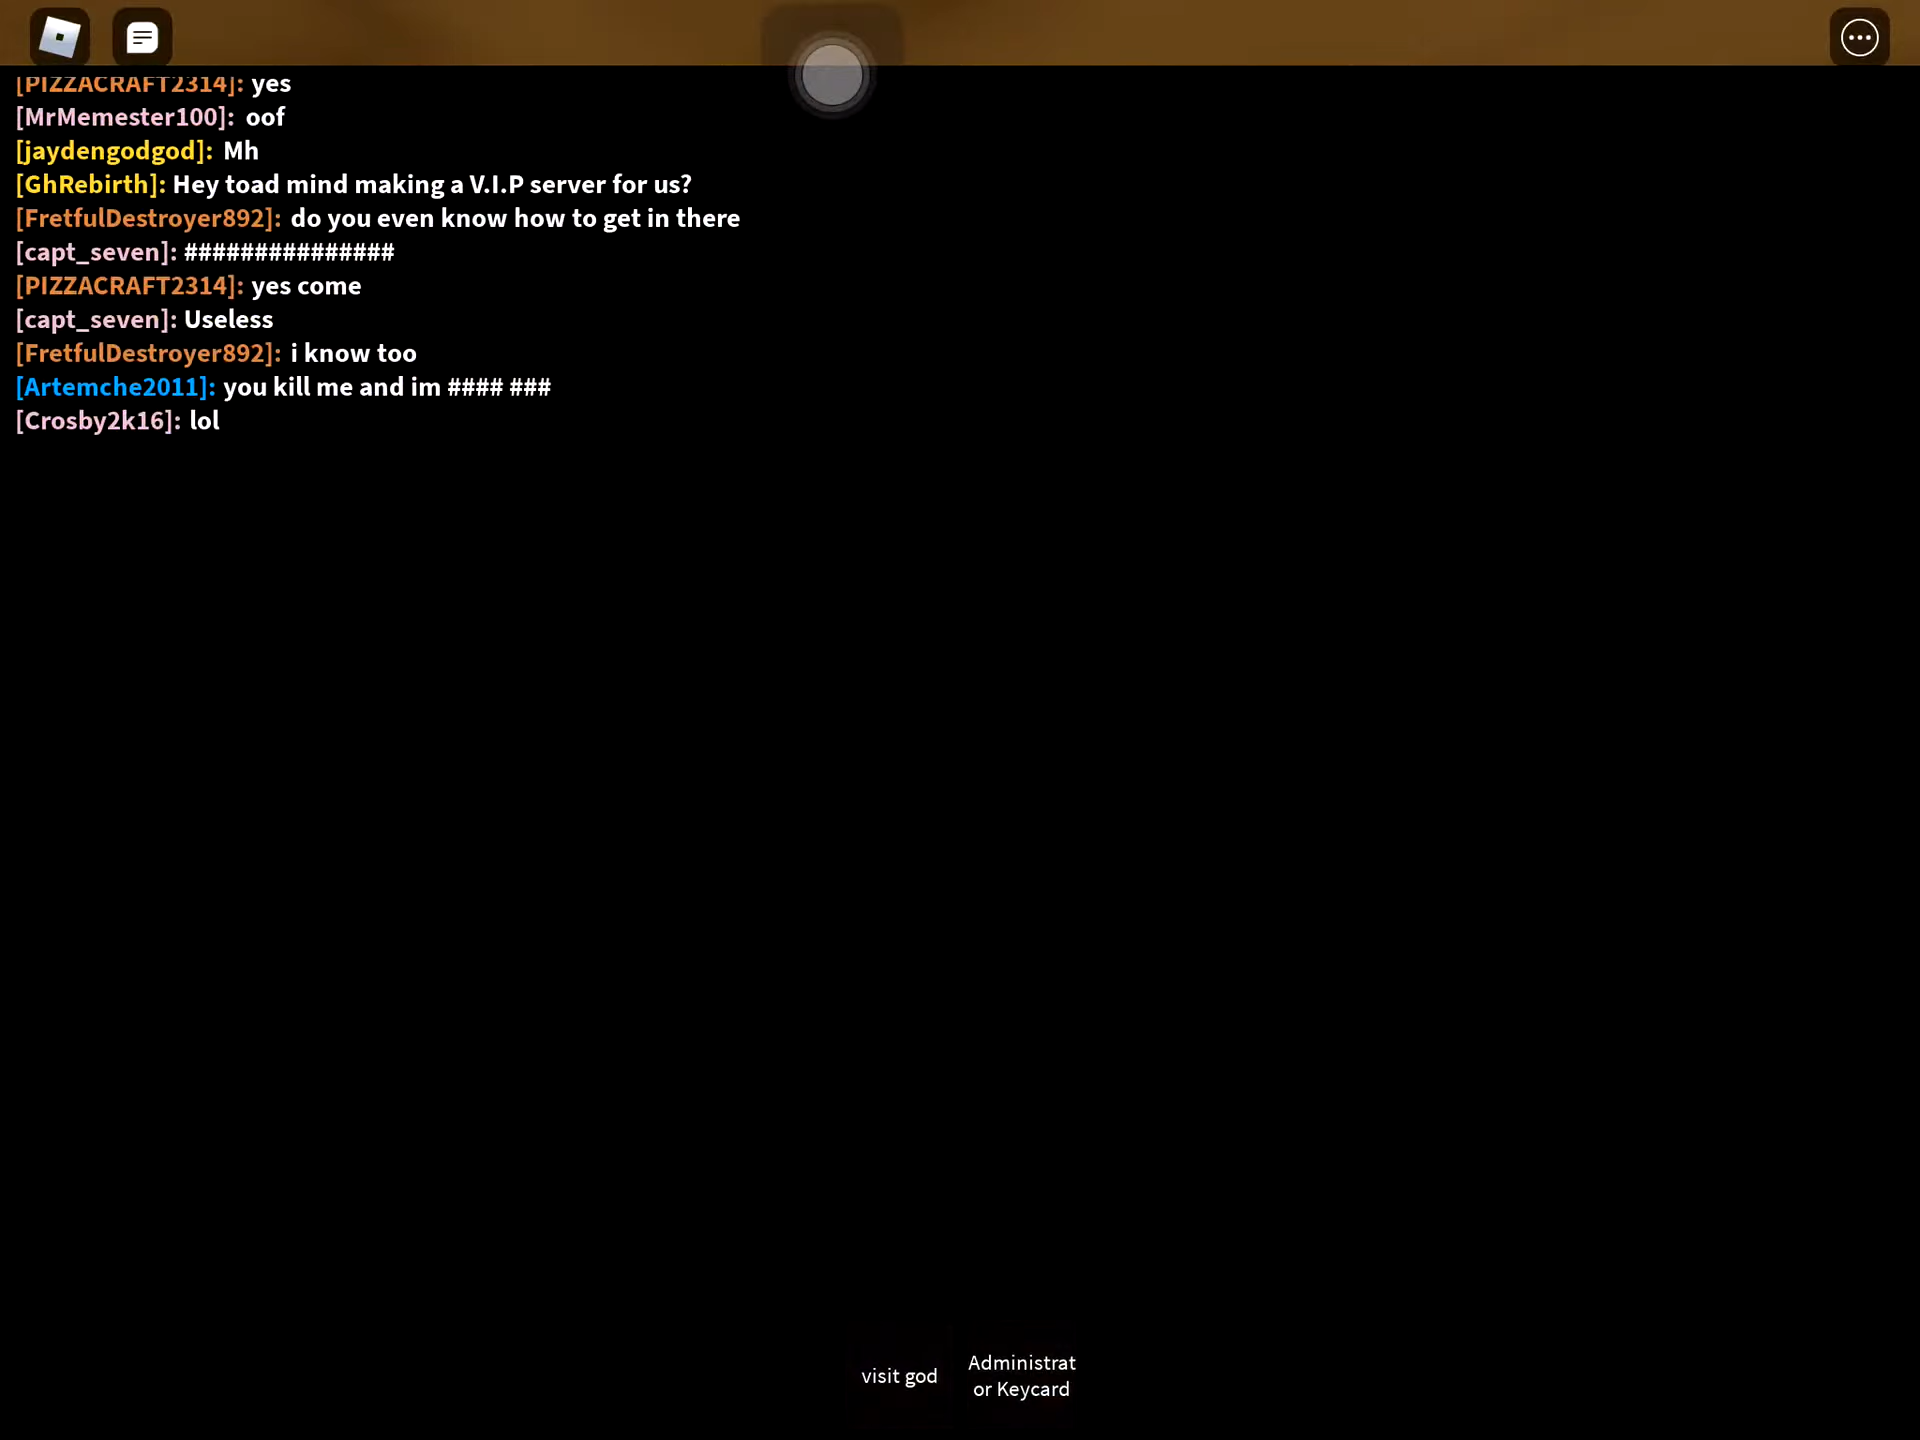 [PIZZACRAFT2314]: yes
[MrMemester100]: oof
[jaydengodgod]: Mh
[GhRebirth]: Hey toad mind making a V.I.P server for us?
[FretfulDestroyer892]: do you even know how to get in there
[capt_seven]: ###############
[PIZZACRAFT2314]: yes come
[capt_seven]: Useless
[FretfulDestroyer892]: i know too
[Artemche2011]: you kill me and im #### ###
[Crosby2k16]: lol
visit god
Administrat
or Keycard